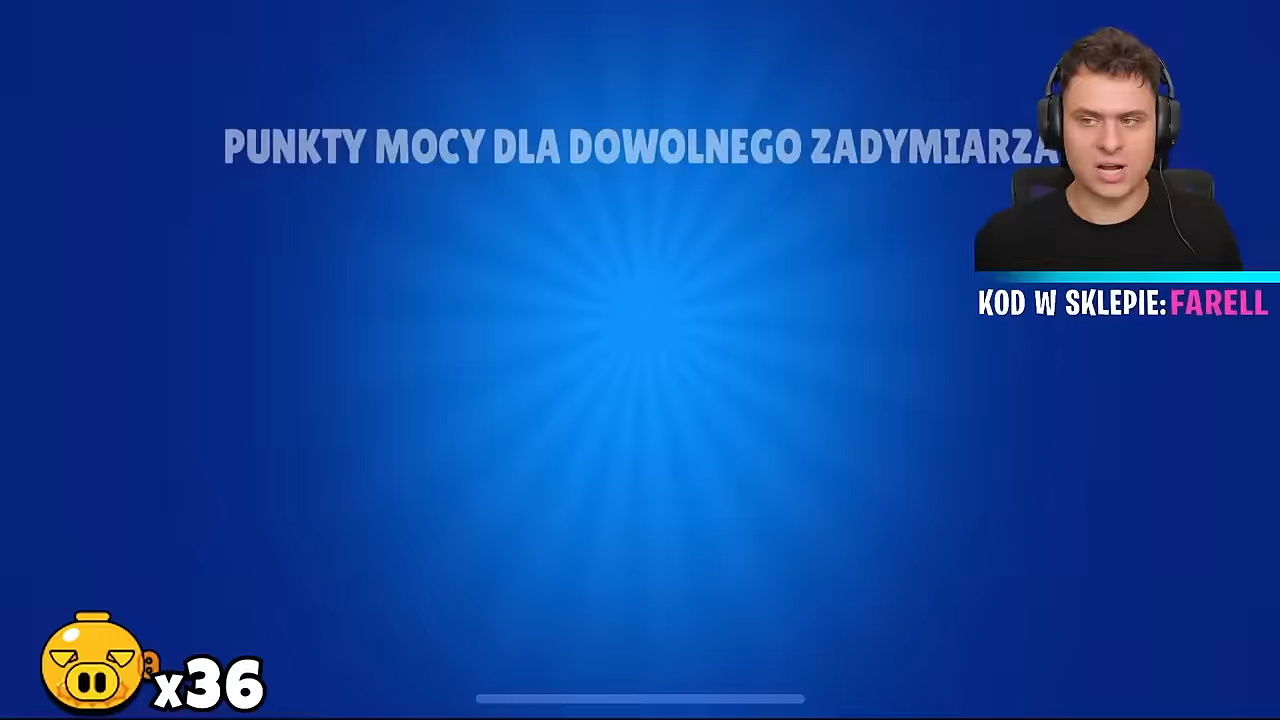 PUNKTY MOCY DLA DOWOLNEGO ZADYMIARZA
KOD W SKLEPIE: FARELL
x36